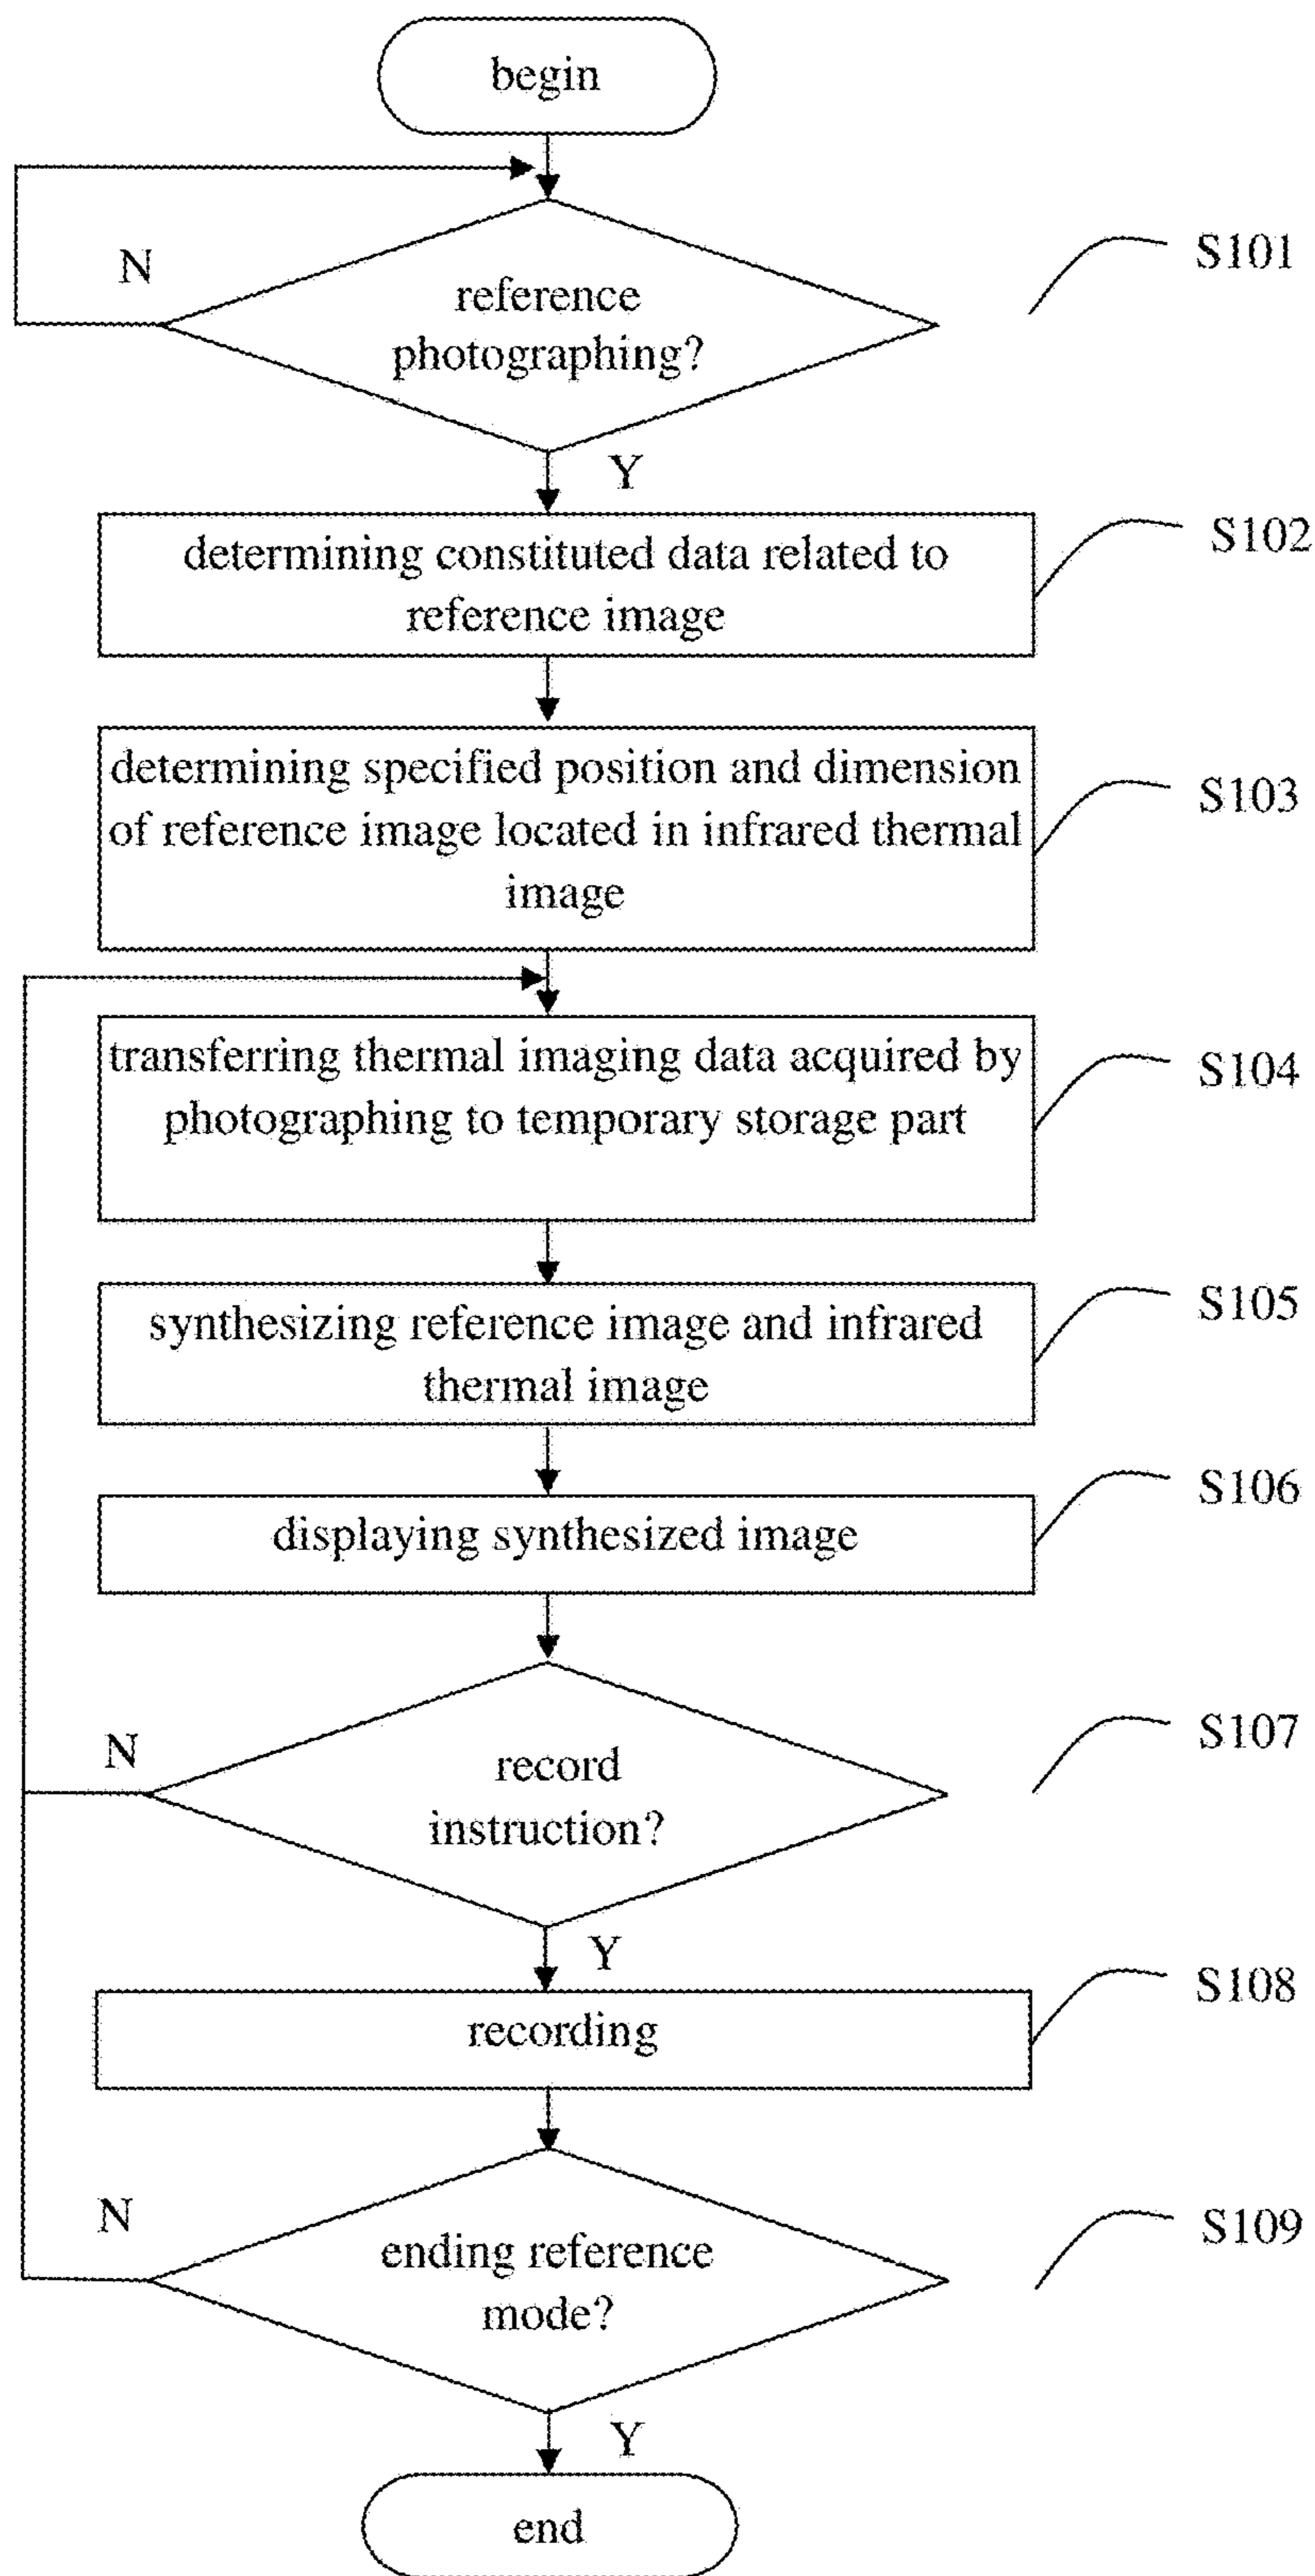 begin
N
reference
photographing?
S101
Y
determining constituted data related to
reference image
S102
determining specified position and dimension
of reference image located in infrared thermal
image
S103
transferring thermal imaging data acquired by
photographing to temporary storage part
S104
synthesizing reference image and infrared
thermal image
S105
displaying synthesized image
S106
N
record
instruction?
S107
Y
recording
S108
N
ending reference
mode?
S109
Y
end